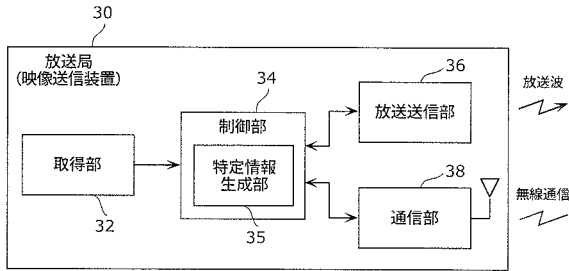 30
放送局
(映像送信装置)
34
36
制御部
放送送信部
放送波
取得部
特定情報
生成部
38
通信部
無線通信
32
35